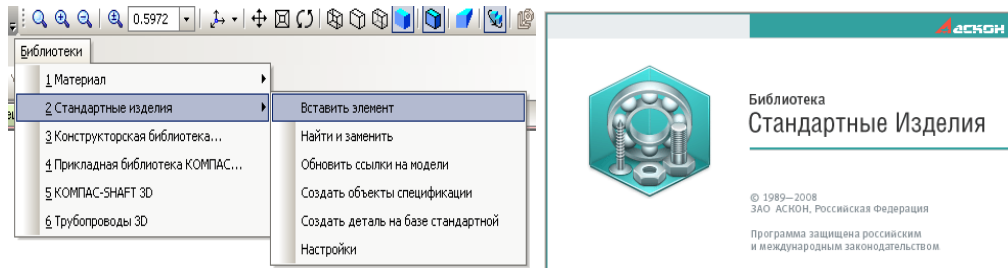 0.5972
Библиотеки
1 Материал
2 Стандартные изделия
3 Конструкторская библиотека...
4 Прикладная библиотека КОМПАС...
5 КОМПАС-SHAFT 3D
6 Трубопроводы 3D
Вставить элемент
Найти и заменить
Обновить ссылки на модели
Создать объекты спецификации
Создать деталь на базе стандартной
Настройки
Аскон
Библиотека
Стандартные Изделия
© 1989—2008
ЗАО АСКОН, Российская Федерация
Программа защищена российским
и международным законодательством